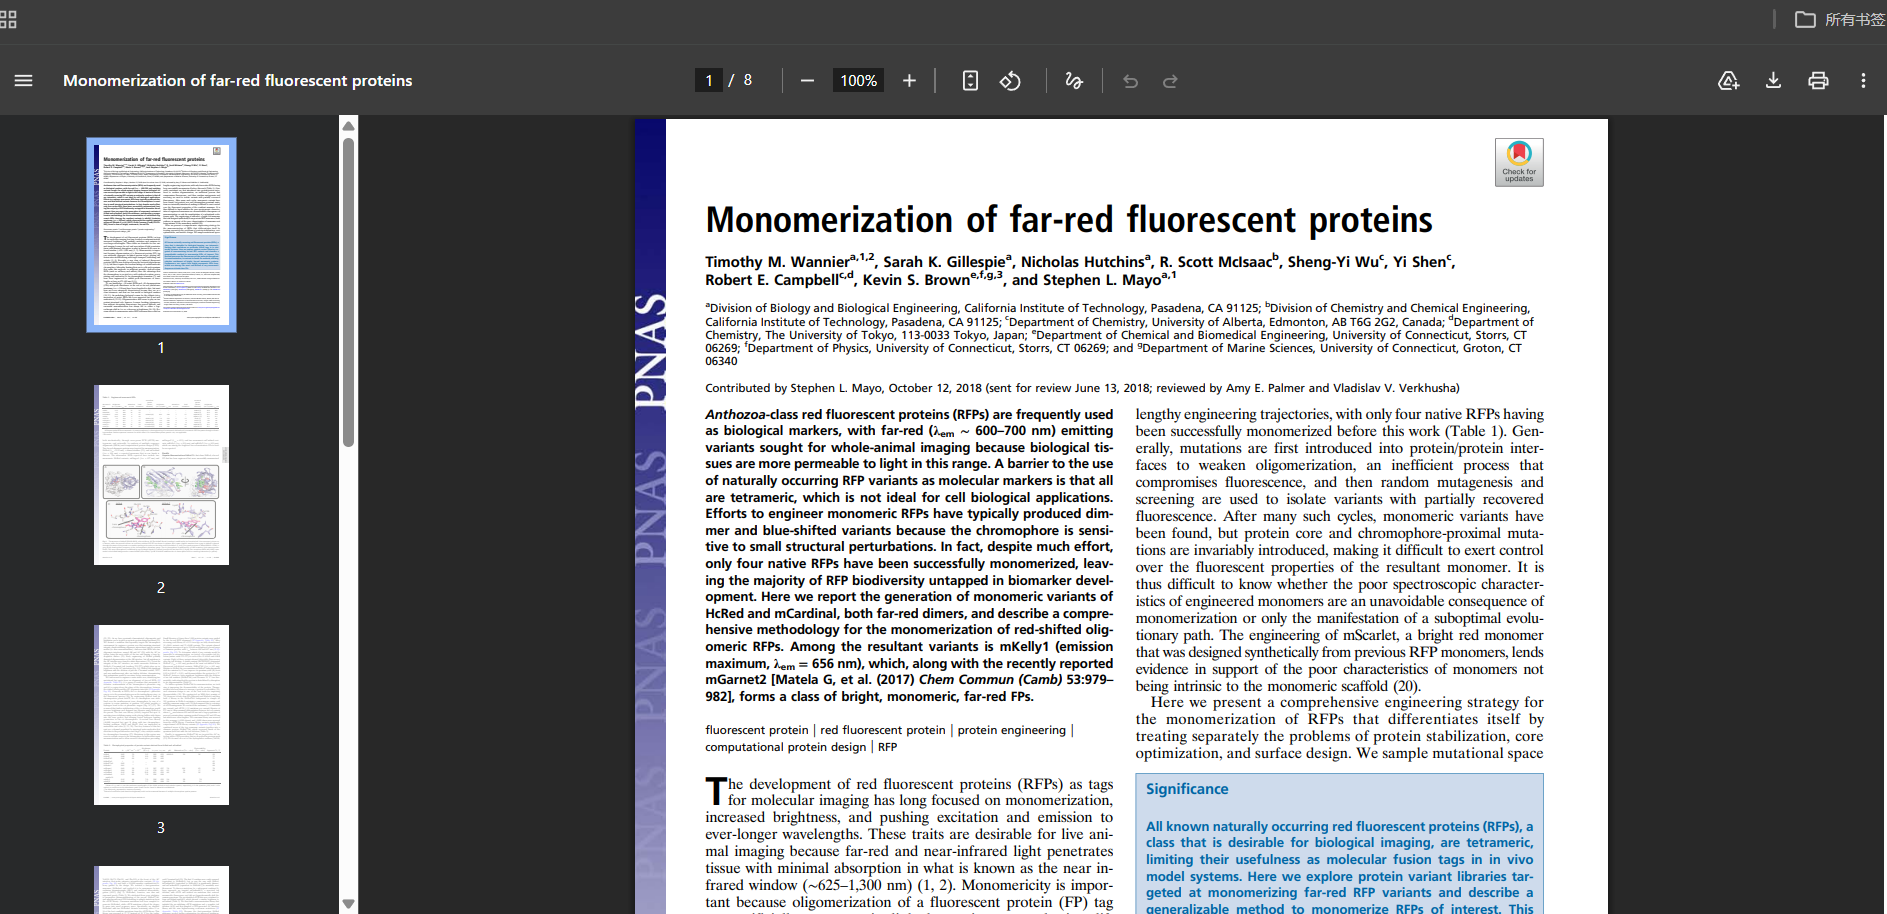 所有书签
Monomerization of far-red fluorescent proteins
1 / 8
100%
1
2
3
PNAS PNAS PNAS PNAS
Check for
updates
Monomerization of far-red fluorescent proteins
Timothy M. Wannier^a,1,2, Sarah K. Gillespie^a, Nicholas Hutchins^a, R. Scott McIsaac^b, Sheng-Yi Wu^c, Yi Shen^c,
Robert E. Campbell^c,d, Kevin S. Brown^e,f,g,3, and Stephen L. Mayo^a,1
^aDivision of Biology and Biological Engineering, California Institute of Technology, Pasadena, CA 91125; ^bDivision of Chemistry and Chemical Engineering,
California Institute of Technology, Pasadena, CA 91125; ^cDepartment of Chemistry, University of Alberta, Edmonton, AB T6G 2G2, Canada; ^dDepartment of
Chemistry, The University of Tokyo, 113-0033 Tokyo, Japan; ^eDepartment of Chemical and Biomedical Engineering, University of Connecticut, Storrs, CT
06269; ^fDepartment of Physics, University of Connecticut, Storrs, CT 06269; and ^gDepartment of Marine Sciences, University of Connecticut, Groton, CT
06340
Contributed by Stephen L. Mayo, October 12, 2018 (sent for review June 13, 2018; reviewed by Amy E. Palmer and Vladislav V. Verkhusha)
Anthozoa-class red fluorescent proteins (RFPs) are frequently used
as biological markers, with far-red (λem ∼ 600–700 nm) emitting
variants sought for whole-animal imaging because biological tis-
sues are more permeable to light in this range. A barrier to the use
of naturally occurring RFP variants as molecular markers is that all
are tetrameric, which is not ideal for cell biological applications.
Efforts to engineer monomeric RFPs have typically produced dim-
mer and blue-shifted variants because the chromophore is sensi-
tive to small structural perturbations. In fact, despite much effort,
only four native RFPs have been successfully monomerized, leav-
ing the majority of RFP biodiversity untapped in biomarker devel-
opment. Here we report the generation of monomeric variants of
HcRed and mCardinal, both far-red dimers, and describe a compre-
hensive methodology for the monomerization of red-shifted olig-
omeric RFPs. Among the resultant variants is mKelly1 (emission
maximum, λem = 656 nm), which, along with the recently reported
mGarnet2 [Matela G, et al. (2017) Chem Commun (Camb) 53:979–
982], forms a class of bright, monomeric, far-red FPs.
fluorescent protein | red fluorescent protein | protein engineering |
computational protein design | RFP
The development of red fluorescent proteins (RFPs) as tags
for molecular imaging has long focused on monomerization,
increased brightness, and pushing excitation and emission to
ever-longer wavelengths. These traits are desirable for live ani-
mal imaging because far-red and near-infrared light penetrates
tissue with minimal absorption in what is known as the near in-
frared window (∼625–1,300 nm) (1, 2). Monomericity is impor-
tant because oligomerization of a fluorescent protein (FP) tag
lengthy engineering trajectories, with only four native RFPs having
been successfully monomerized before this work (Table 1). Gen-
erally, mutations are first introduced into protein/protein inter-
faces to weaken oligomerization, an inefficient process that
compromises fluorescence, and then random mutagenesis and
screening are used to isolate variants with partially recovered
fluorescence. After many such cycles, monomeric variants have
been found, but protein core and chromophore-proximal muta-
tions are invariably introduced, making it difficult to exert control
over the fluorescent properties of the resultant monomer. It is
thus difficult to know whether the poor spectroscopic character-
istics of engineered monomers are an unavoidable consequence of
monomerization or only the manifestation of a suboptimal evolu-
tionary path. The engineering of mScarlet, a bright red monomer
that was designed synthetically from previous RFP monomers, lends
evidence in support of the poor characteristics of monomers not
being intrinsic to the monomeric scaffold (20).
Here we present a comprehensive engineering strategy for
the monomerization of RFPs that differentiates itself by
treating separately the problems of protein stabilization, core
optimization, and surface design. We sample mutational space
Significance
All known naturally occurring red fluorescent proteins (RFPs), a
class that is desirable for biological imaging, are tetrameric,
limiting their usefulness as molecular fusion tags in in vivo
model systems. Here we explore protein variant libraries tar-
geted at monomerizing far-red RFP variants and describe a
generalizable method to monomerize RFPs of interest. This